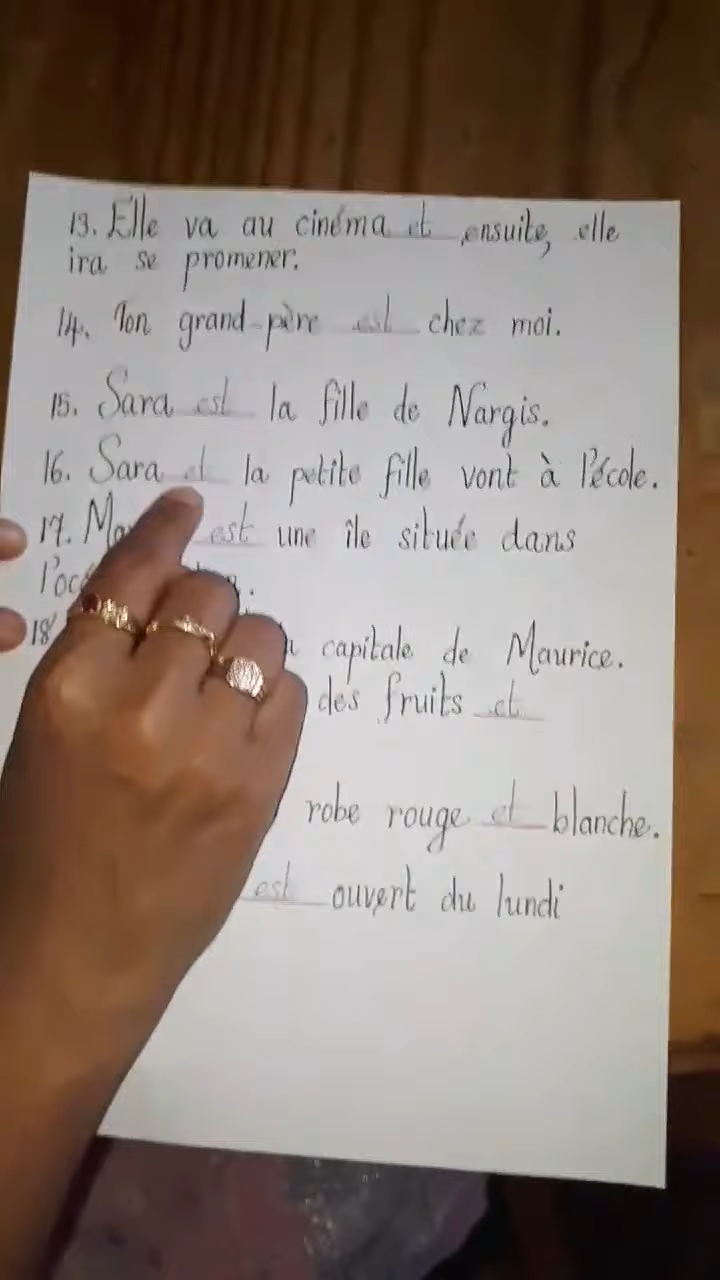 13. Elle va au cinéma et ensuite, elle
ira se promener.
14. Ton grand-père est chez moi.
15. Sara est la fille de Nargis.
16. Sara et la petite fille vont à l'école.
17. est une île située dans
18 capitale de Maurice.
des fruits et
robe rouge et blanche.
est ouvert du lundi